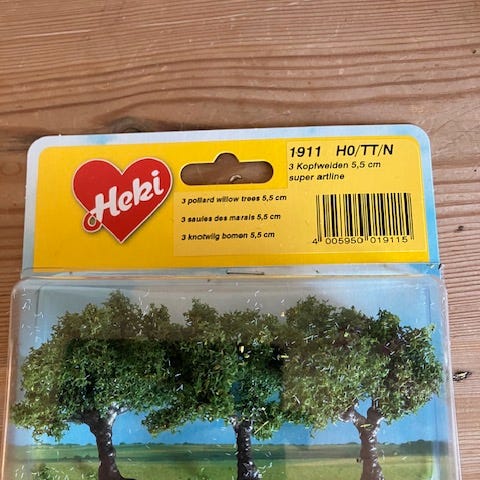 Heki
1911 H0/TT/N
3 Kopfweiden 5,5 cm
super artline
3 pollard willow trees 5,5 cm
3 saules des marais 5,5 cm
3 knotwilg bomen 5,5 cm
4 005950 019115